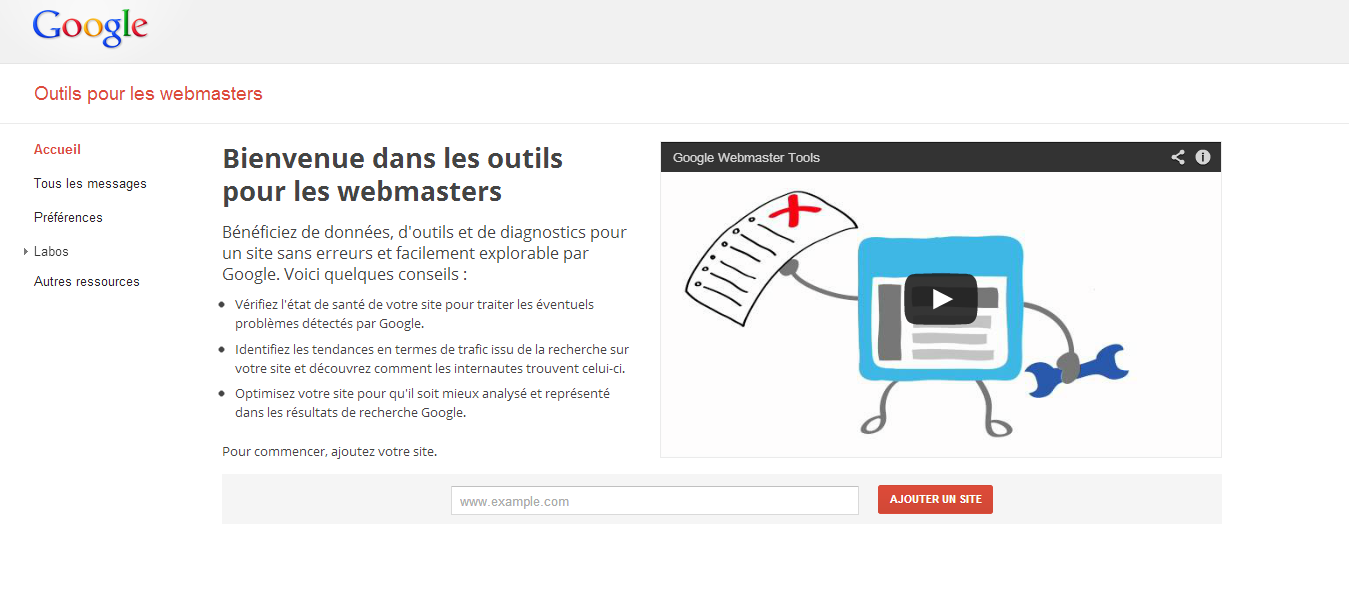 Google
Outils pour les webmasters
Accueil
Tous les messages
Préférences
Labos
Autres ressources
Bienvenue dans les outils
pour les webmasters
Bénéficiez de données, d'outils et de diagnostics pour
un site sans erreurs et facilement explorable par
Google. Voici quelques conseils :
Vérifiez l'état de santé de votre site pour traiter les éventuels
problèmes détectés par Google.
Identifiez les tendances en termes de trafic issu de la recherche sur
votre site et découvrez comment les internautes trouvent celui-ci.
Optimisez votre site pour qu'il soit mieux analysé et représenté
dans les résultats de recherche Google.
Pour commencer, ajoutez votre site.
Google Webmaster Tools
www.example.com
AJOUTER UN SITE